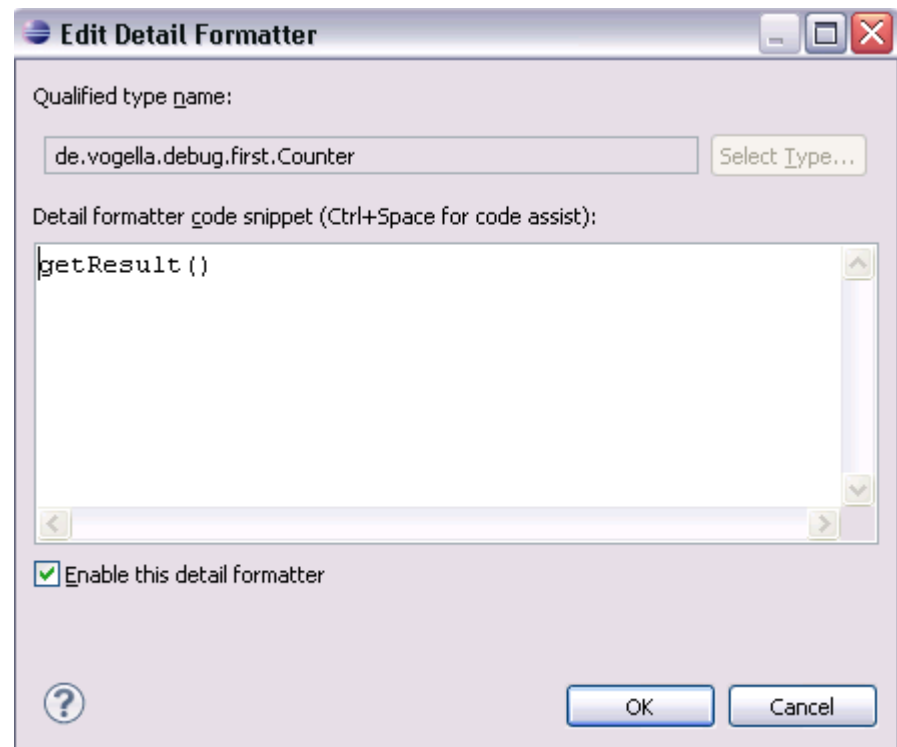 Edit Detail Formatter
Qualified type name:
de.vogella.debug.first.Counter
Select Type...
Detail formatter code snippet (Ctrl+Space for code assist):
getResult()
Enable this detail formatter
?
OK
Cancel